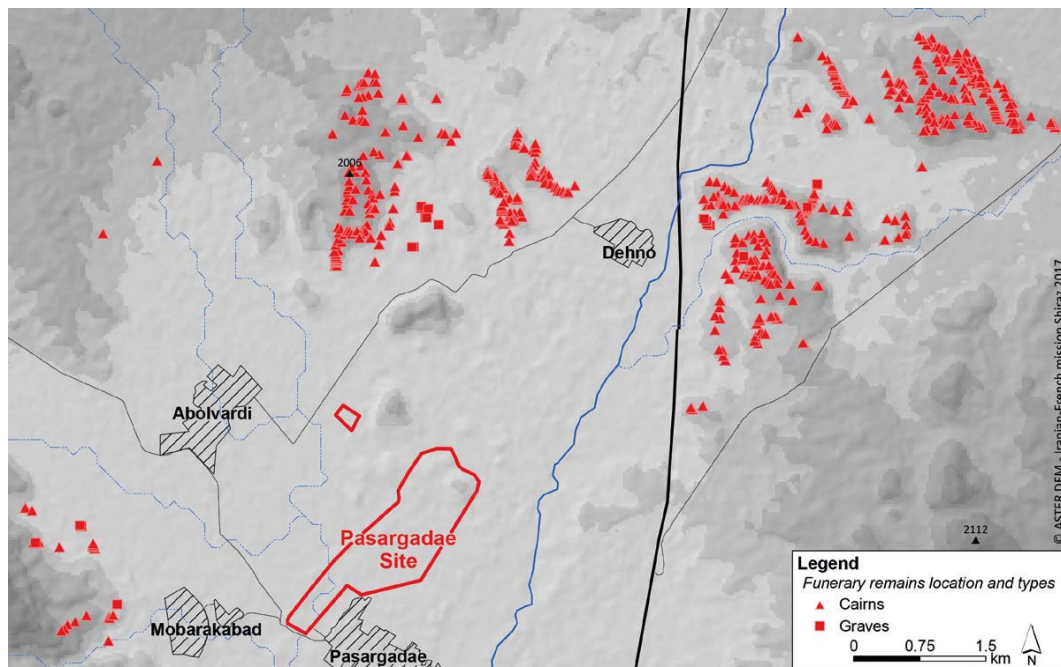 2006
Dehno
Abolvardi
Pasargadae
Site
2112
Mobarakabad
Pasargadae
Legend
Funerary remains location and types
Cairns
Graves
0 0.75 1.5
km
N
© ASTER DEM - Iranian-French mission Shiraz 2017